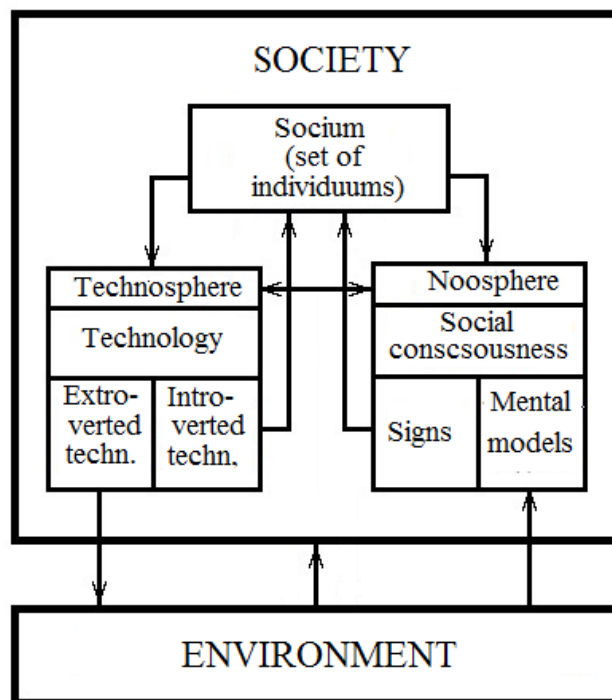 SOCIETY
Socium
(set of
individuums)
Technosphere
Technology
Extro-
verted
techn.
Intro-
verted
techn.
Noosphere
Social
conscsousness
Signs
Mental
models
ENVIRONMENT